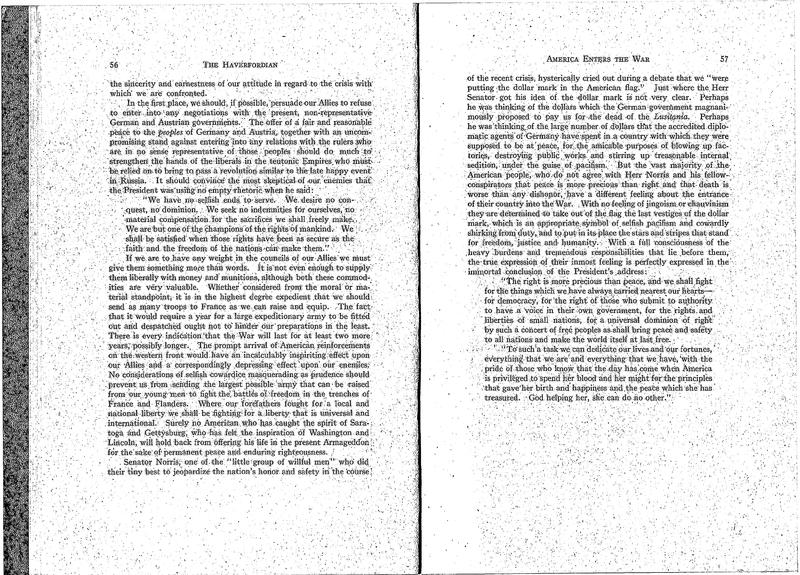 56 THE HAVERFORDIAN
the sincerity and earnestness of our attitude in regard to the crisis with
which we are confronted.
In the first place, we should, if possible, persuade our Allies to refuse
to enter into any negotiations with the present, non-representative
German and Austrian governments. The offer of a fair and reasonable
peace to the peoples of Germany and Austria, together with an uncom-
promising stand against entering into any relations with the rulers who
are in no sense representative of those peoples should do much to
strengthen the hands of the liberals in the teutonic Empires who must
be relied on to bring to pass a revolution similar to the late happy event
in Russia. It should convince the most skeptical of our enemies that
the President was using no empty rhetoric when he said:
"We have no selfish ends to serve. We desire no con-
quest, no dominion. We seek no indemnities for ourselves, no
material compensation for the sacrifices we shall freely make.
We are but one of the champions of the rights of mankind. We
shall be satisfied when those rights have been as secure as the
faith and the freedom of the nations can make them."
If we are to have any weight in the councils of our Allies we must
give them something more than words. It is not even enough to supply
them liberally with money and munitions, although both these commod-
ities are very valuable. Whether considered from the moral or ma-
terial standpoint, it is in the highest degree expedient that we should
send as many troops to France as we can raise and equip. The fact
that it would require a year for a large expeditionary army to be fitted
out and despatched ought not to hinder our preparations in the least.
There is every indication that the War will last for at least two more
years, possibly longer. The prompt arrival of American reinforcements
on the western front would have an incalculably inspiriting effect upon
our Allies and a correspondingly depressing effect upon our enemies.
No considerations of selfish cowardice masquerading as prudence should
prevent us from sending the largest possible army that can be raised
from our young men to fight the battles of freedom in the trenches of
France and Flanders. Where our forefathers fought for a local and
national liberty we shall be fighting for a liberty that is universal and
international. Surely no American who has caught the spirit of Sara-
toga and Gettysburg, who has felt the inspiration of Washington and
Lincoln, will hold back from offering his life in the present Armageddon
for the sake of permanent peace and enduring righteousness.
Senator Norris, one of the "little group of willful men" who did
their tiny best to jeopardize the nation's honor and safety in the course
AMERICA ENTERS THE WAR 57
of the recent crisis, hysterically cried out during a debate that we "were
putting the dollar mark in the American flag." Just where the Herr
Senator got his idea of the dollar mark is not very clear. Perhaps
he was thinking of the dollars which the German government magnani-
mously proposed to pay us for the dead of the Lusitania. Perhaps
he was thinking of the large number of dollars that the accredited diplo-
matic agents of Germany have spent in a country with which they were
supposed to be at peace, for the amicable purposes of blowing up fac-
tories, destroying public works and stirring up treasonable internal
sedition, under the guise of pacifism. But the vast majority of the
American people, who do not agree with Herr Norris and his fellow-
conspirators that peace is more precious than right and that death is
worse than dishonor, have a different feeling about the entrance
of their country into the War. With no feeling of jingoism or chauvinism
they are determined to take out of the flag the last vestiges of the dollar
mark, which is an appropriate symbol of selfish pacifism and cowardly
shirking from duty, and to put in its place the stars and stripes that stand
for freedom, justice and humanity. With a full consciousness of the
heavy burdens and tremendous responsibilities that lie before them,
the true expression of their inmost feeling is perfectly expressed in the
immortal conclusion of the President's address:
"The right is more precious than peace, and we shall fight
for the things which we have always carried nearest our hearts—
for democracy, for the right of those who submit to authority
to have a voice in their own government, for the rights and
liberties of small nations, for a universal dominion of right
by such a concert of free peoples as shall bring peace and safety
to all nations and make the world itself at last free.
"To such a task we can dedicate our lives and our fortunes,
everything that we are and everything that we have, with the
pride of those who know that the day has come when America
is privileged to spend her blood and her might for the principles
that gave her birth and happiness and the peace which she has
treasured. God helping her, she can do no other."